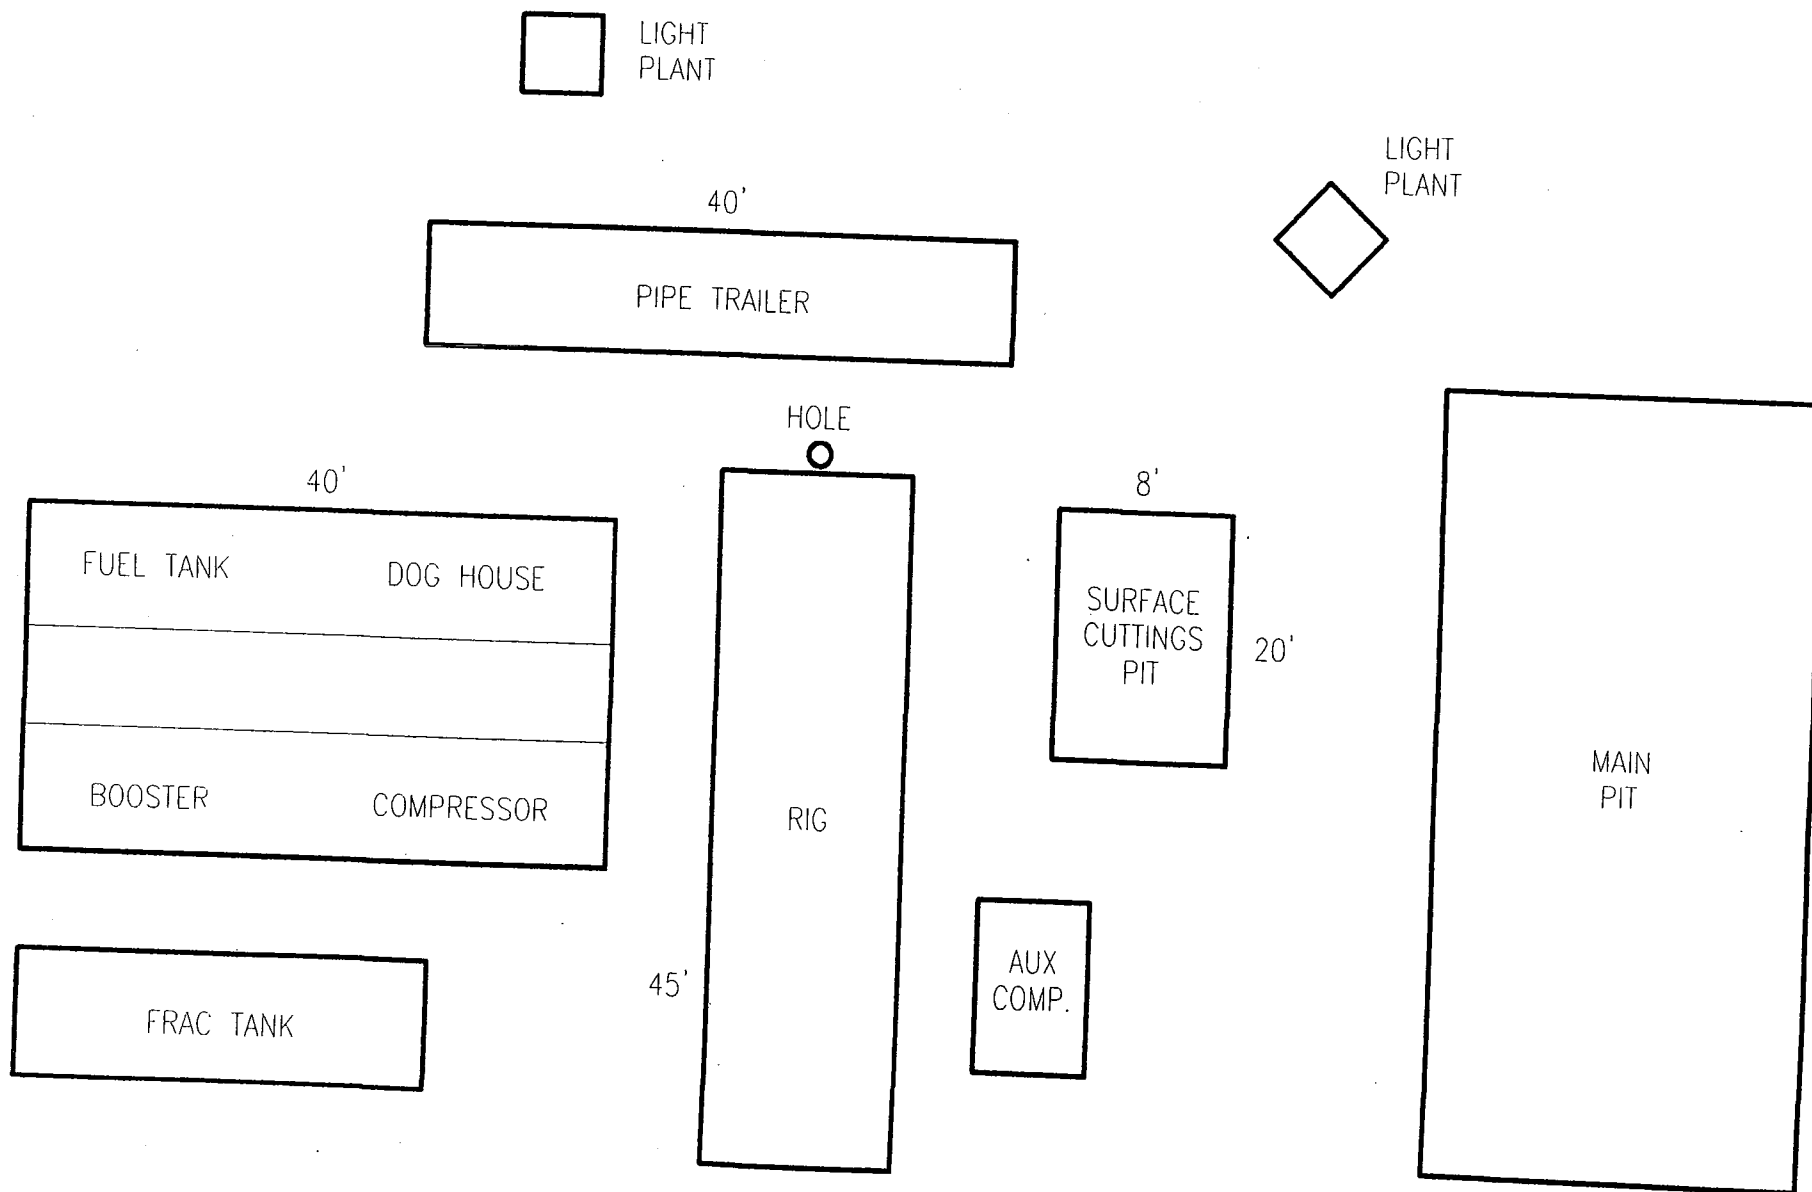 LIGHT
PLANT
LIGHT
PLANT
40'
PIPE TRAILER
HOLE
40'
8'
FUEL TANK
DOG HOUSE
SURFACE
CUTTINGS
PIT
20'
MAIN
PIT
BOOSTER
COMPRESSOR
RIG
45'
AUX
COMP.
FRAC TANK